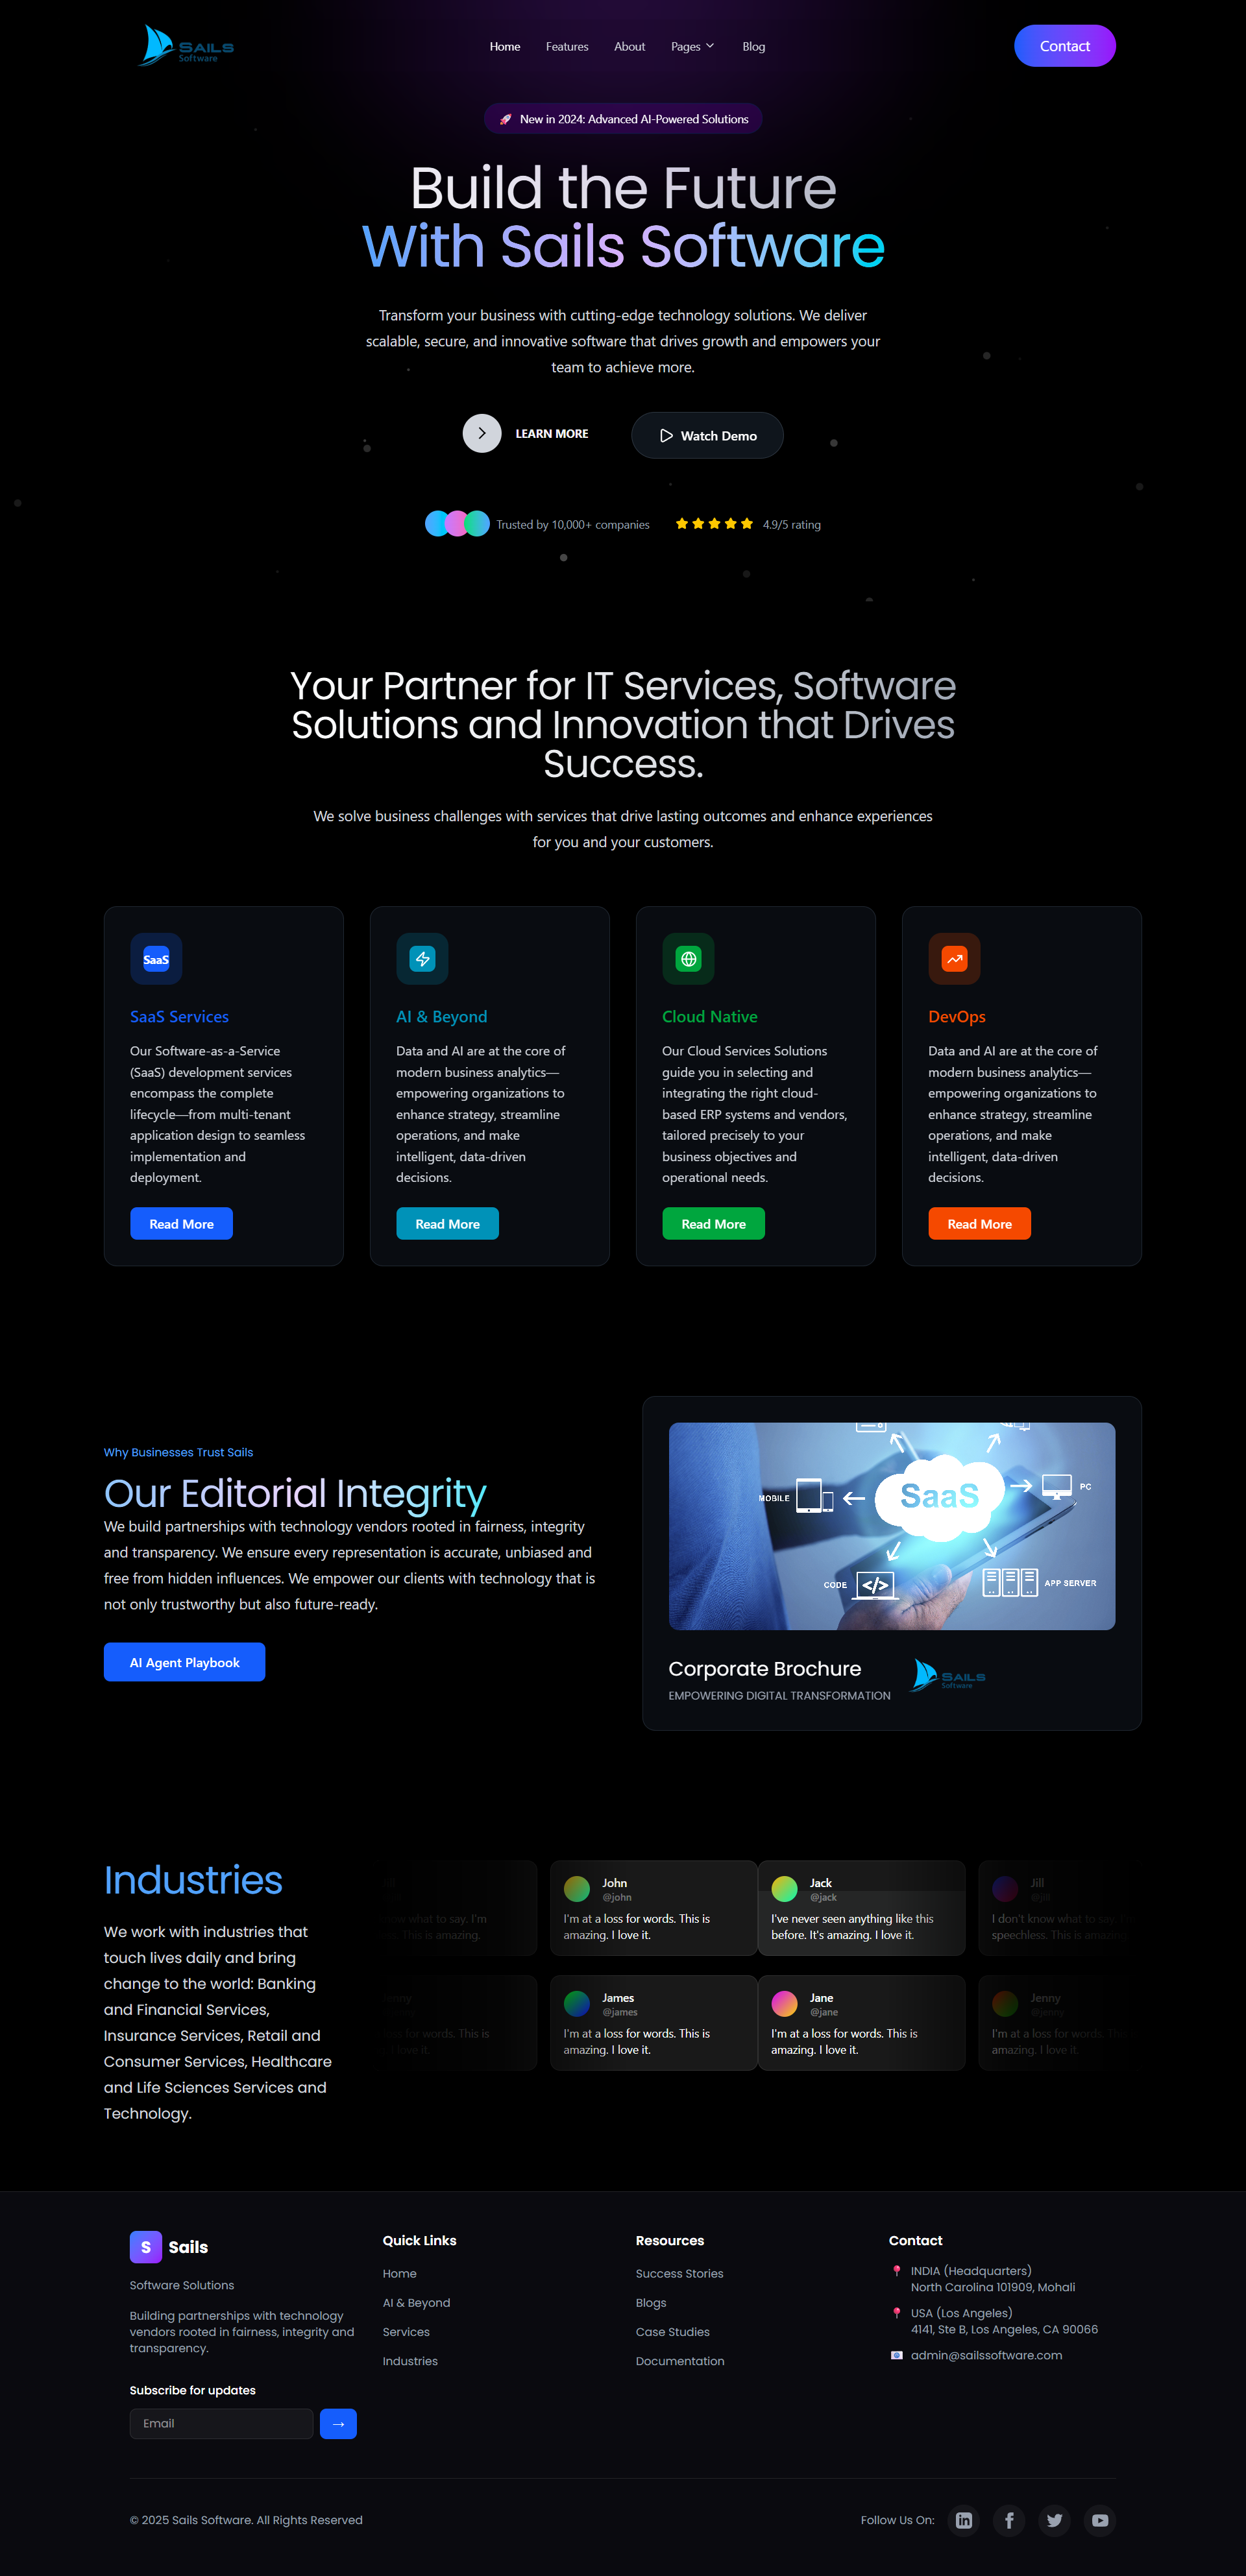 SAILS
Software
Home
Features
About
Pages
Blog
Contact
🚀 New in 2024: Advanced AI-Powered Solutions
Build the Future
With Sails Software
Transform your business with cutting-edge technology solutions. We deliver
scalable, secure, and innovative software that drives growth and empowers your
team to achieve more.
LEARN MORE
Watch Demo
Trusted by 10,000+ companies
4.9/5 rating
Your Partner for IT Services, Software
Solutions and Innovation that Drives
Success.
We solve business challenges with services that drive lasting outcomes and enhance experiences
for you and your customers.
SaaS
SaaS Services
Our Software-as-a-Service
(SaaS) development services
encompass the complete
lifecycle—from multi-tenant
application design to seamless
implementation and
deployment.
Read More
AI & Beyond
Data and AI are at the core of
modern business analytics—
empowering organizations to
enhance strategy, streamline
operations, and make
intelligent, data-driven
decisions.
Read More
Cloud Native
Our Cloud Services Solutions
guide you in selecting and
integrating the right cloud-
based ERP systems and vendors,
tailored precisely to your
business objectives and
operational needs.
Read More
DevOps
Data and AI are at the core of
modern business analytics—
empowering organizations to
enhance strategy, streamline
operations, and make
intelligent, data-driven
decisions.
Read More
Why Businesses Trust Sails
Our Editorial Integrity
We build partnerships with technology vendors rooted in fairness, integrity
and transparency. We ensure every representation is accurate, unbiased and
free from hidden influences. We empower our clients with technology that is
not only trustworthy but also future-ready.
AI Agent Playbook
MOBILE
SaaS
PC
CODE
</>
APP SERVER
Corporate Brochure
EMPOWERING DIGITAL TRANSFORMATION
SAILS
Software
Industries
We work with industries that
touch lives daily and bring
change to the world: Banking
and Financial Services,
Insurance Services, Retail and
Consumer Services, Healthcare
and Life Sciences Services and
Technology.
what to say. I'm
This is amazing.
John
@john
I'm at a loss for words. This is
amazing. I love it.
Jack
@jack
I've never seen anything like this
before. It's amazing. I love it.
Jill
@jill
I don't know what to say.
speechless. This is amazing.
for words. This is
love it.
James
@james
I'm at a loss for words. This is
amazing. I love it.
Jane
@jane
I'm at a loss for words. This is
amazing. I love it.
Jenny
@jenny
I'm at a loss for words.
amazing. I love it.
S
Sails
Software Solutions
Building partnerships with technology
vendors rooted in fairness, integrity and
transparency.
Subscribe for updates
Email
→
Quick Links
Home
AI & Beyond
Services
Industries
Resources
Success Stories
Blogs
Case Studies
Documentation
Contact
📍 INDIA (Headquarters)
North Carolina 101909, Mohali
📍 USA (Los Angeles)
4141, Ste B, Los Angeles, CA 90066
📧 admin@sailssoftware.com
© 2025 Sails Software. All Rights Reserved
Follow Us On: